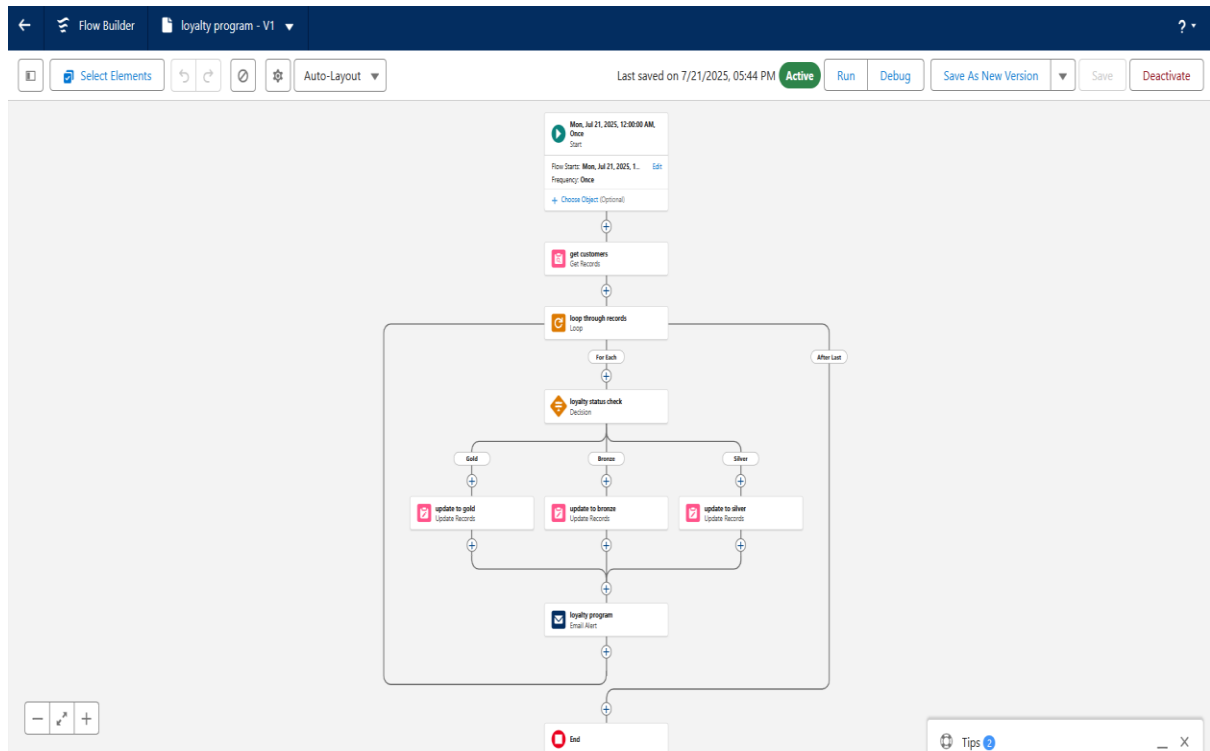 Flow Builder loyalty program - V1 ? 
Select Elements Auto-Layout Last saved on 7/21/2025, 05:44 PM Active Run Debug Save As New Version Save Deactivate
Mon, Jul 21, 2025, 12:00:00 AM,
Once
Start
Flow Starts: Mon, Jul 21, 2025, 1... Edit
Frequency: Once
+ Choose Object (Optional)
get customers
Get Records
loop through records
Loop
For Each After Last
loyalty status check
Decision
Gold Bronze Silver
update to gold update to bronze update to silver
Update Records Update Records Update Records
loyalty program
Email Alert
End
Tips 2 _ X